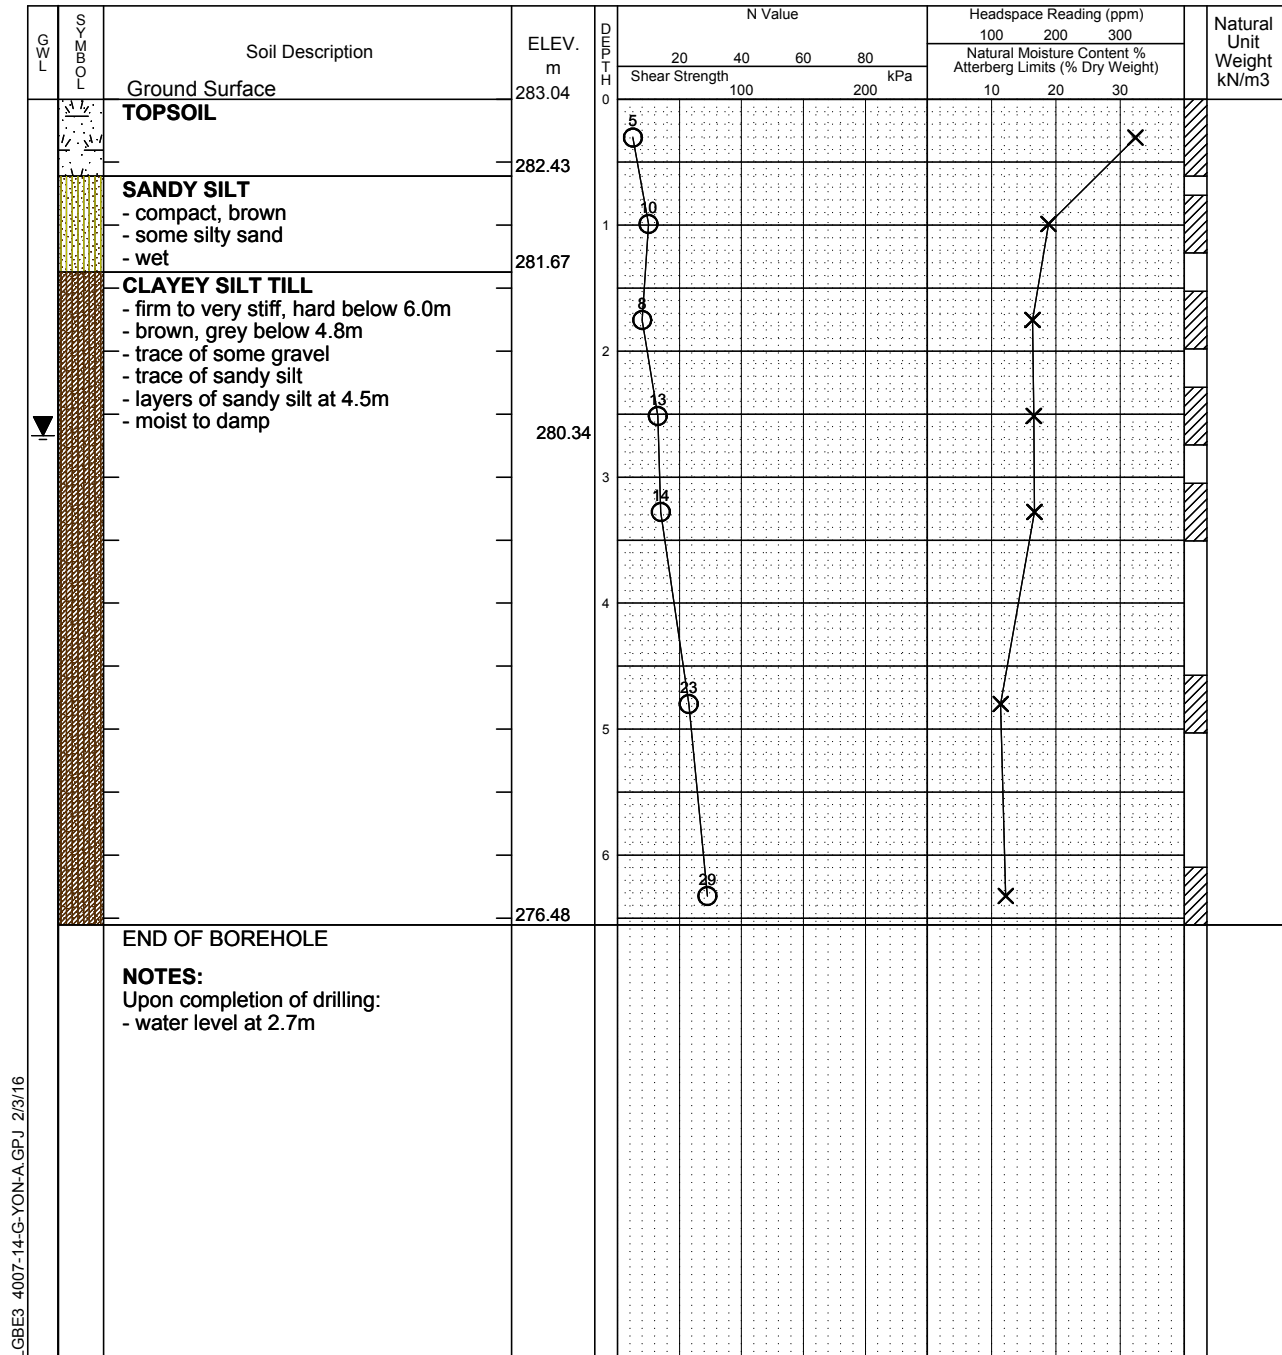 GWL
SYMBOL
Soil Description
Ground Surface
ELEV.
m
283.04
DEPTH
N Value
20 40 60 80
Shear Strength kPa
100 200
Headspace Reading (ppm)
100 200 300
Natural Moisture Content %
Atterberg Limits (% Dry Weight)
10 20 30
Natural
Unit
Weight
kN/m3
0
TOPSOIL
5
282.43
SANDY SILT
- compact, brown
10
- some silty sand
1
- wet
281.67
CLAYEY SILT TILL
- firm to very stiff, hard below 6.0m
8
- brown, grey below 4.8m
- trace of some gravel
2
- trace of sandy silt
- layers of sandy silt at 4.5m
13
- moist to damp
280.34
3
14
4
23
5
6
29
276.48
END OF BOREHOLE
NOTES:
Upon completion of drilling:
- water level at 2.7m
GBE3 4007-14-G-YON-A.GPJ 2/3/16